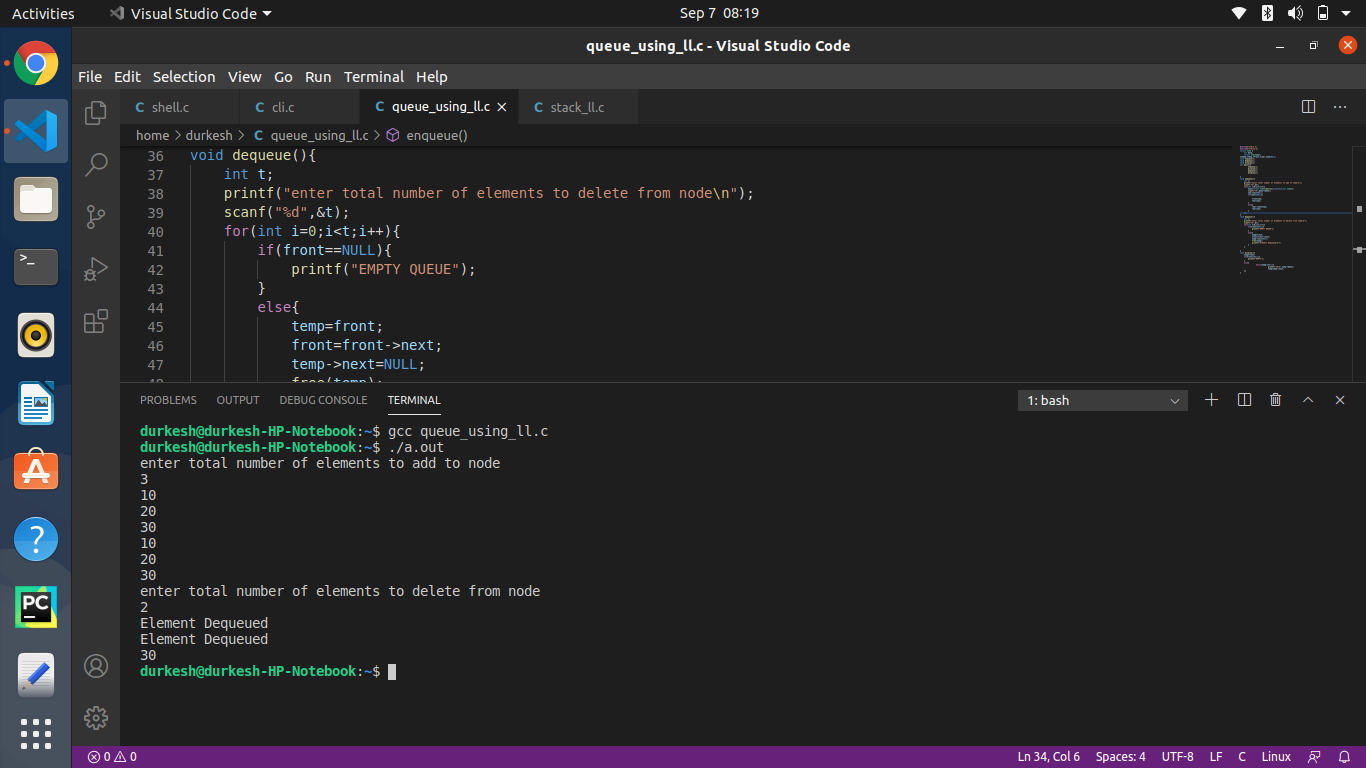 Activities
Visual Studio Code
Sep 7 08:19
queue_using_ll.c - Visual Studio Code
File Edit Selection View Go Run Terminal Help
C shell.c
C cli.c
C queue_using_ll.c
C stack_ll.c
home > durkesh > C queue_using_ll.c > enqueue()
36 void dequeue(){
37 int t;
38 printf("enter total number of elements to delete from node\n");
39 scanf("%d",&t);
40 for(int i=0;i<t;i++){
41 if(front==NULL){
42 printf("EMPTY QUEUE");
43 }
44 else{
45 temp=front;
46 front=front->next;
47 temp->next=NULL;
48 free(temp);
PROBLEMS OUTPUT DEBUG CONSOLE TERMINAL
1: bash
durkesh@durkesh-HP-Notebook:~$ gcc queue_using_ll.c
durkesh@durkesh-HP-Notebook:~$ ./a.out
enter total number of elements to add to node
3
10
20
30
10
20
30
enter total number of elements to delete from node
2
Element Dequeued
Element Dequeued
30
durkesh@durkesh-HP-Notebook:~$
PC
0 0
Ln 34, Col 6 Spaces: 4 UTF-8 LF C Linux